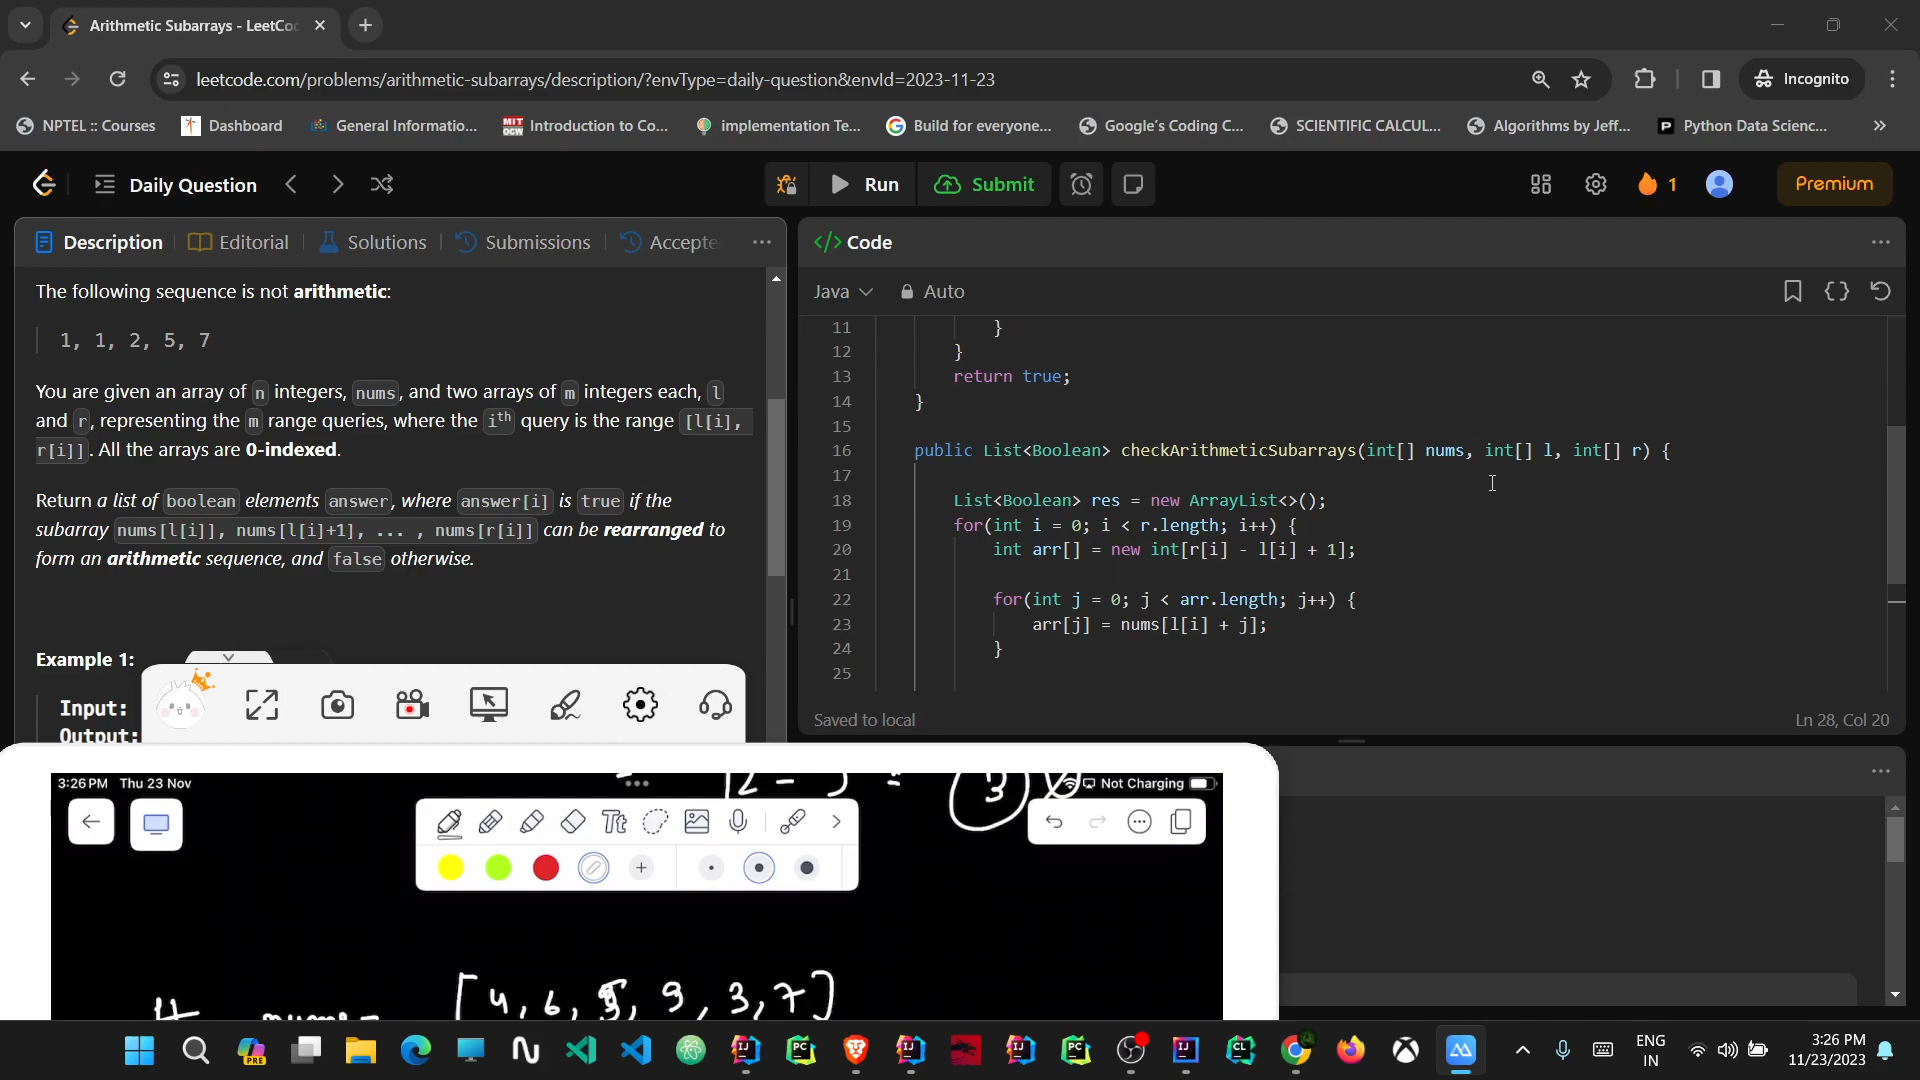 Arithmetic Subarrays - LeetCo
leetcode.com/problems/arithmetic-subarrays/description/?envType=daily-question&envId=2023-11-23
Incognito
NPTEL :: Courses
Dashboard
General Informatio...
MIT OCW
Introduction to Co...
implementation Te...
Build for everyone...
Google's Coding C...
SCIENTIFIC CALCUL...
Algorithms by Jeff...
Python Data Scienc...
Daily Question
Run
Submit
1
Premium
Description
Editorial
Solutions
Submissions
Accepte
The following sequence is not arithmetic:
1, 1, 2, 5, 7
You are given an array of n integers, nums, and two arrays of m integers each, l
and r, representing the m range queries, where the ith query is the range [l[i],
r[i]]. All the arrays are 0-indexed.
Return a list of boolean elements answer, where answer[i] is true if the
subarray nums[l[i]], nums[l[i]+1], ... , nums[r[i]] can be rearranged to
form an arithmetic sequence, and false otherwise.
Example 1:
Input:
Output:
</> Code
Java
Auto
11 }
12 }
13 return true;
14 }
15
16 public List<Boolean> checkArithmeticSubarrays(int[] nums, int[] l, int[] r) {
17
18 List<Boolean> res = new ArrayList<>();
19 for(int i = 0; i < r.length; i++) {
20 int arr[] = new int[r[i] - l[i] + 1];
21
22 for(int j = 0; j < arr.length; j++) {
23 arr[j] = nums[l[i] + j];
24 }
25
Saved to local
Ln 28, Col 20
3:26 PM Thu 23 Nov
Not Charging
Tt
[4, 6, 5, 9, 3, 7]
PRE
ENG
IN
3:26 PM
11/23/2023